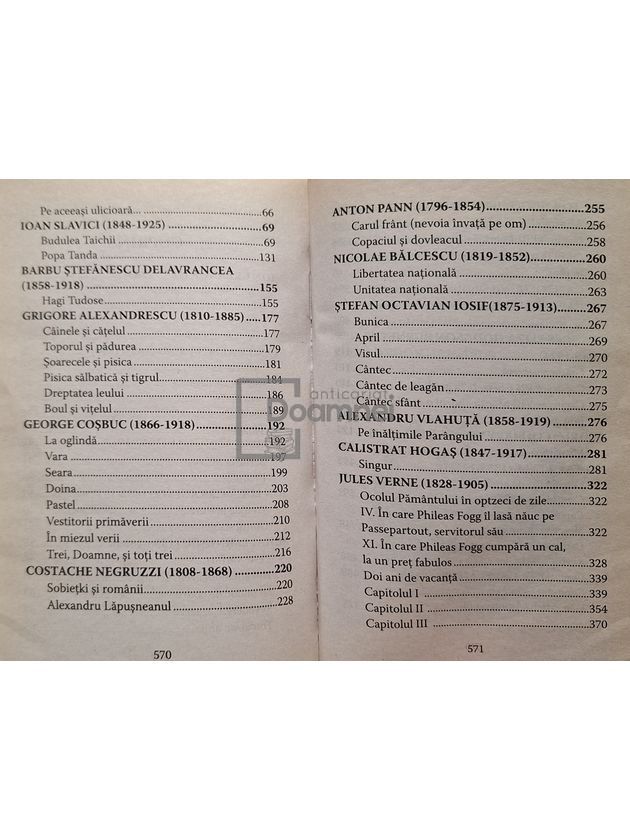 Pe aceeași ulicioară... ........ 66
IOAN SLAVICI (1848-1925) ........ 69
Budulea Taichii ........ 69
Popa Tanda ........ 131
BARBU ȘTEFĂNESCU DELAVRANCEA
(1858-1918) ........ 155
Hagi Tudose ........ 155
GRIGORE ALEXANDRESCU (1810-1885) ..... 177
Câinele și cățelul ........ 177
Toporul și pădurea ........ 179
Șoarecele și pisica ........ 181
Pisica sălbatică și tigrul ........ 184
Dreptatea leului ........ 186
Boul și vițelul ........ 189
GEORGE COȘBUC (1866-1918) ........ 192
La oglindă ........ 192
Vara ........ 197
Seara ........ 199
Doina ........ 203
Pastel ........ 208
Vestitorii primăverii ........ 210
În miezul verii ........ 212
Trei, Doamne, și toți trei ........ 216
COSTACHE NEGRUZZI (1808-1868) ........ 220
Sobiețki și românii ........ 220
Alexandru Lăpușneanul ........ 228
570
ANTON PANN (1796-1854) ........ 255
Carul frânt (nevoia învață pe om) ........ 256
Copaciul și dovleacul ........ 258
NICOLAE BĂLCESCU (1819-1852) ........ 260
Libertatea națională ........ 260
Unitatea națională ........ 263
ȘTEFAN OCTAVIAN IOSIF(1875-1913) ........ 267
Bunica ........ 267
April ........ 269
Visul ........ 270
Cântec ........ 272
Cântec de leagăn ........ 273
Cântec sfânt ........ 275
ALEXANDRU VLAHUȚĂ (1858-1919) ........ 276
Pe înălțimile Parângului ........ 276
CALISTRAT HOGAȘ (1847-1917) ........ 281
Singur ........ 281
JULES VERNE (1828-1905) ........ 322
Ocolul Pământului în optzeci de zile ........ 322
IV. În care Phileas Fogg îl lasă năuc pe
Passepartout, servitorul său ........ 322
XI. În care Phileas Fogg cumpără un cal,
la un preț fabulos ........ 328
Doi ani de vacanță ........ 339
Capitolul I ........ 339
Capitolul II ........ 354
Capitolul III ........ 370
571
anticariat
Doamnei